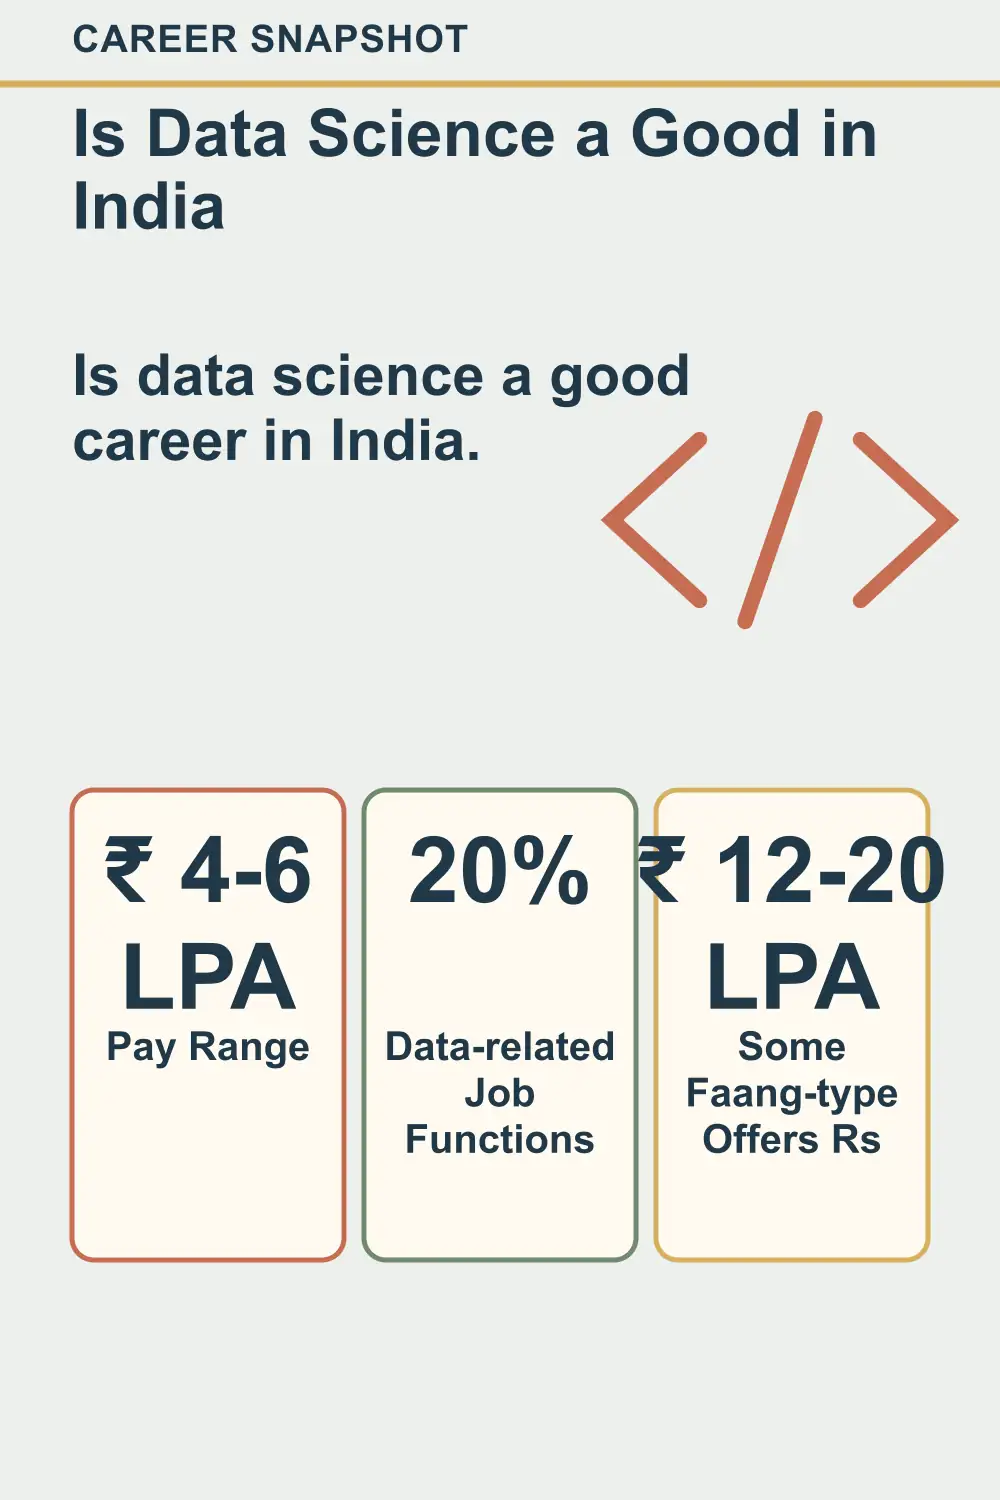 CAREER SNAPSHOT
Is Data Science a Good in
India
Is data science a good
career in India.
₹ 4-6
LPA
Pay Range
20%
Data-related
Job
Functions
₹ 12-20
LPA
Some
Faang-type
Offers Rs